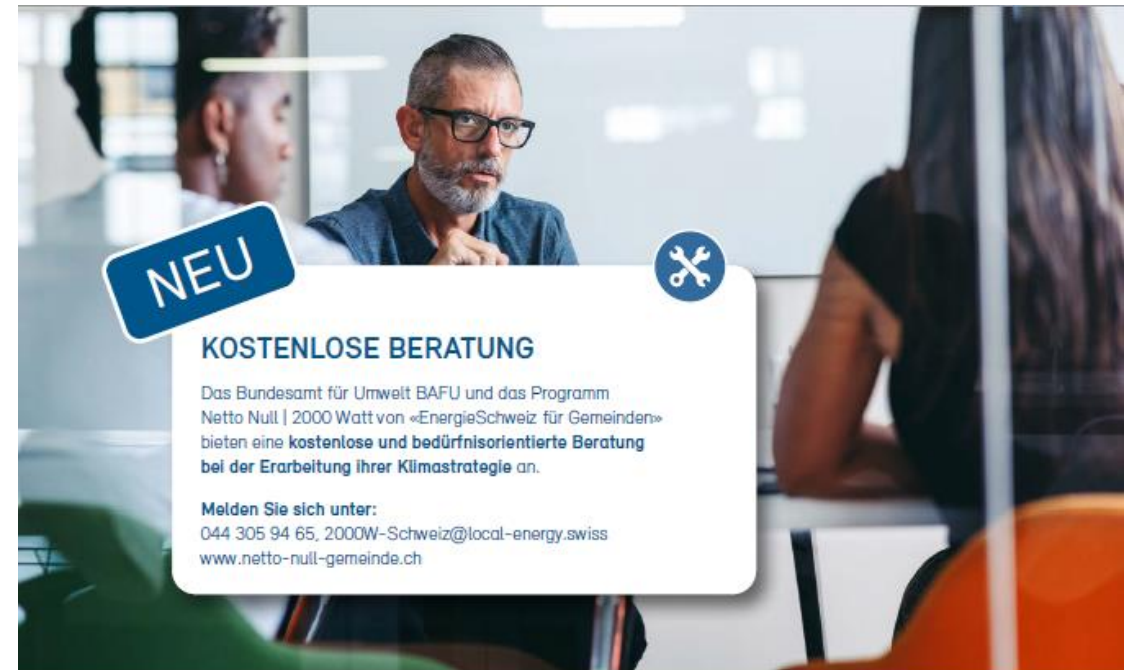 NEU
KOSTENLOSE BERATUNG
Das Bundesamt für Umwelt BAFU und das Programm
Netto Null | 2000 Watt von «EnergieSchweiz für Gemeinden»
bieten eine kostenlose und bedürfnisorientierte Beratung
bei der Erarbeitung ihrer Klimastrategie an.
Melden Sie sich unter:
044 305 94 65, 2000W-Schweiz@local-energy.swiss
www.netto-null-gemeinde.ch